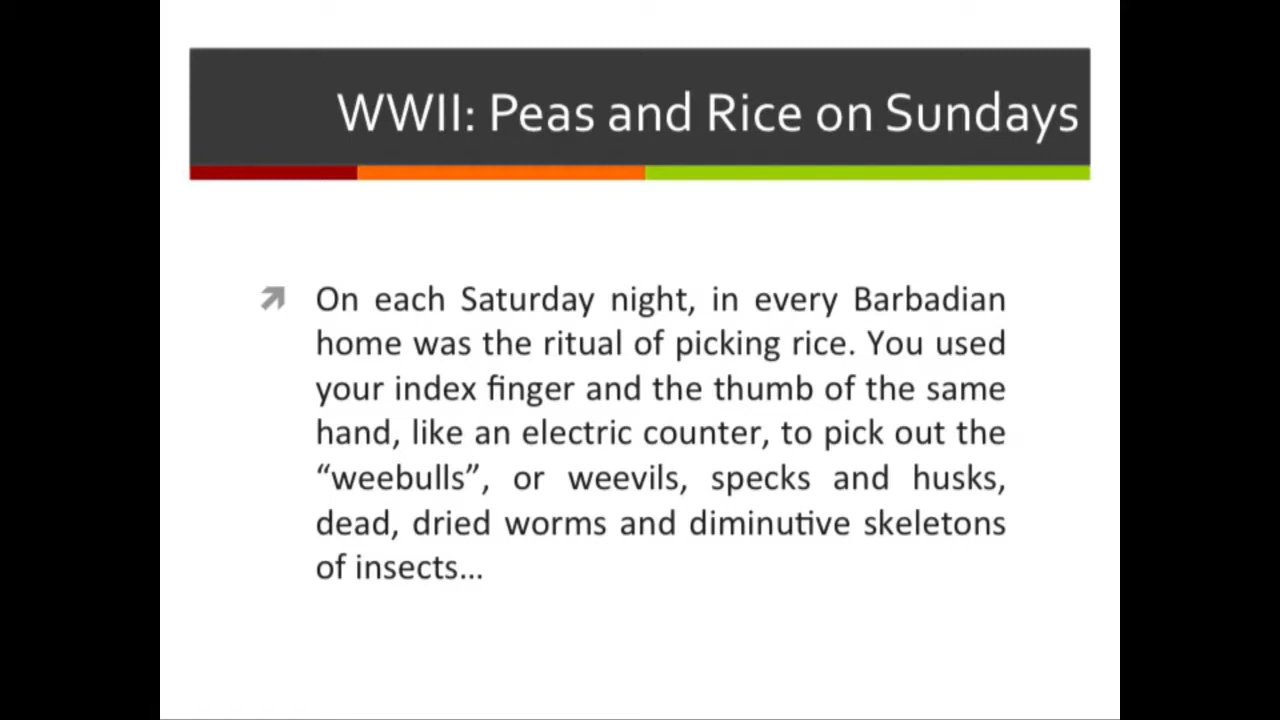 WWII: Peas and Rice on Sundays
On each Saturday night, in every Barbadian
home was the ritual of picking rice. You used
your index finger and the thumb of the same
hand, like an electric counter, to pick out the
“weebulls”, or weevils, specks and husks,
dead, dried worms and diminutive skeletons
of insects…